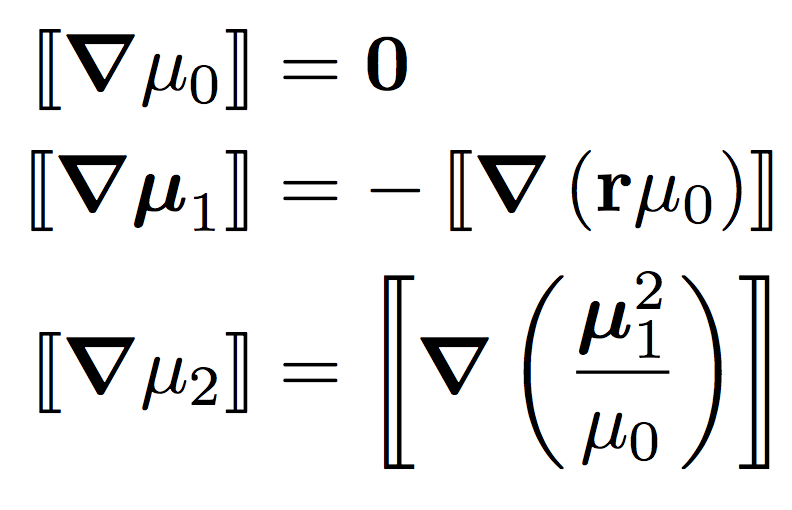 ⟦𝛁μ₀⟧ = 𝟎
⟦𝛁𝛍₁⟧ = − ⟦𝛁 (𝐫μ₀)⟧
⟦𝛁μ₂⟧ = ⟦𝛁 (𝛍₁² / μ₀)⟧